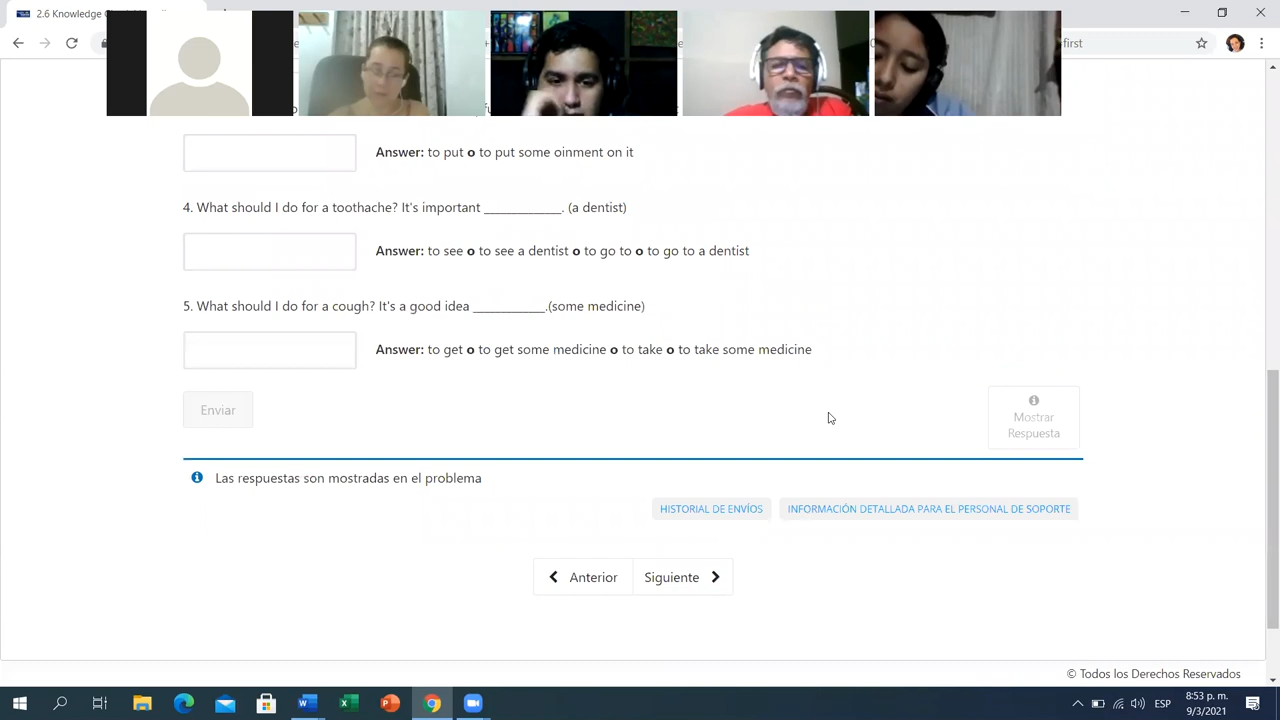 2.6 Knowledge
first
Answer: to put o to put some oinment on it
4. What should I do for a toothache? It's important ____________. (a dentist)
Answer: to see o to see a dentist o to go to o to go to a dentist
5. What should I do for a cough? It's a good idea ___________.(some medicine)
Answer: to get o to get some medicine o to take o to take some medicine
Enviar
Mostrar
Respuesta
Las respuestas son mostradas en el problema
HISTORIAL DE ENVÍOS
INFORMACIÓN DETALLADA PARA EL PERSONAL DE SOPORTE
Anterior
Siguiente
© Todos los Derechos Reservados
ESP
8:53 p. m.
9/3/2021